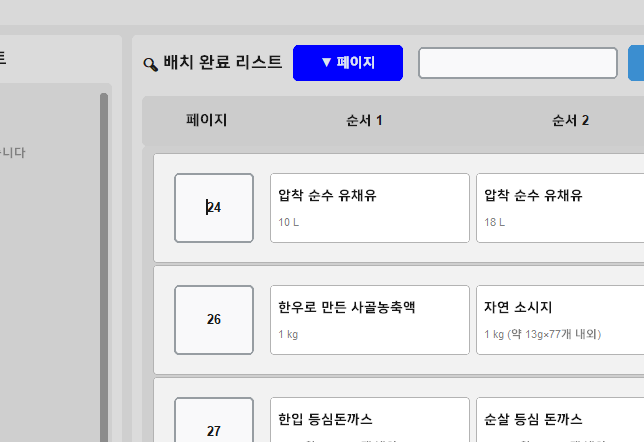 트
배치 완료 리스트
▼ 페이지
니다
페이지
순서 1
순서 2
24
압착 순수 유채유
10 L
압착 순수 유채유
18 L
26
한우로 만든 사골농축액
1 kg
자연 소시지
1 kg (약 13g×77개 내외)
27
한입 등심돈까스
순살 등심 돈까스